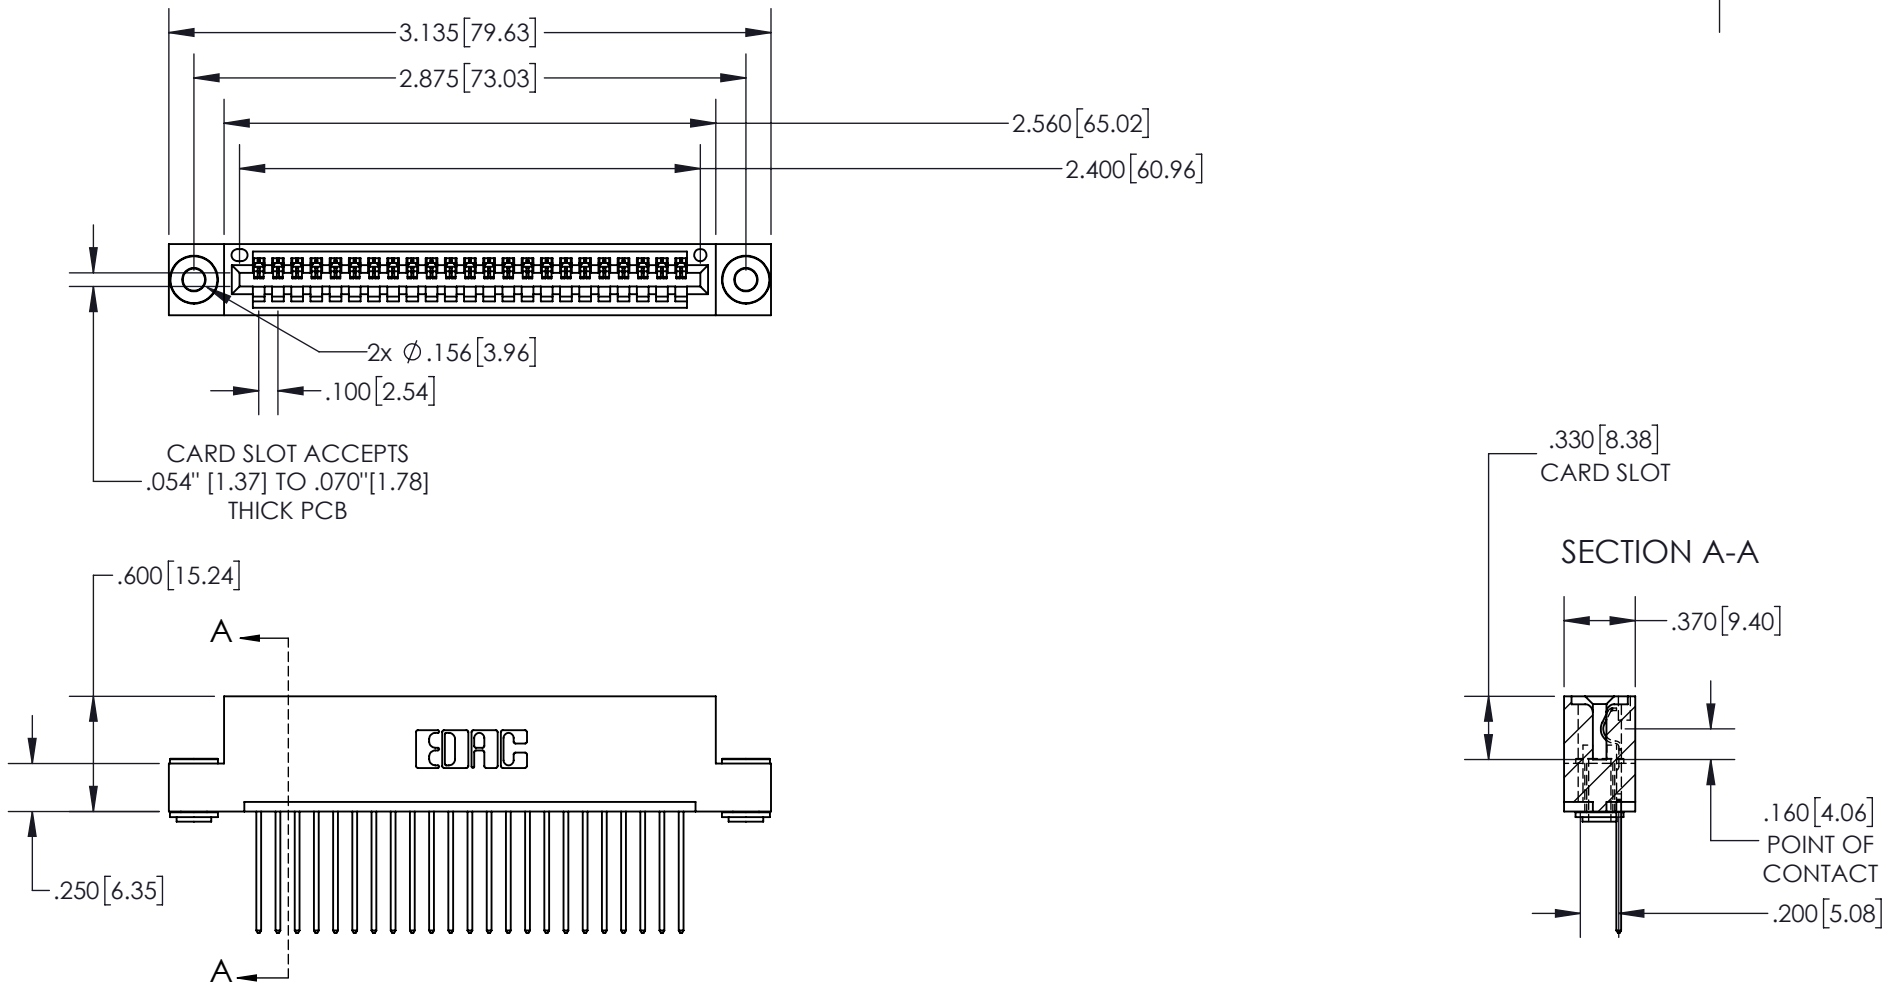 3.135[79.63]
2.875[73.03]
2.560[65.02]
2.400[60.96]
2x ⌀.156[3.96]
.100[2.54]
CARD SLOT ACCEPTS
.054" [1.37] TO .070"[1.78]
THICK PCB
.330[8.38]
CARD SLOT
SECTION A-A
.600[15.24]
.370[9.40]
A
EDAC
.160[4.06]
POINT OF
CONTACT
.250[6.35]
.200[5.08]
A